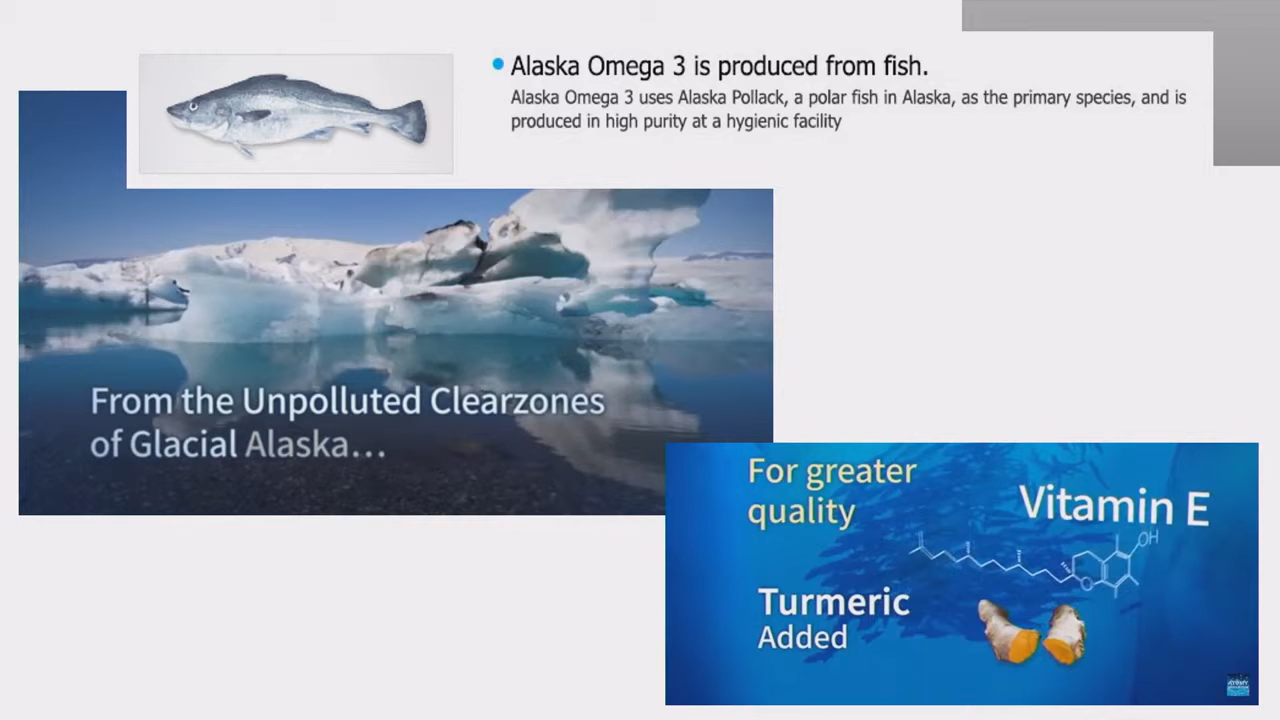 Alaska Omega 3 is produced from fish.
Alaska Omega 3 uses Alaska Pollack, a polar fish in Alaska, as the primary species, and is
produced in high purity at a hygienic facility
From the Unpolluted Clearzones
of Glacial Alaska...
For greater
quality
Vitamin E
OH
O
Turmeric
Added